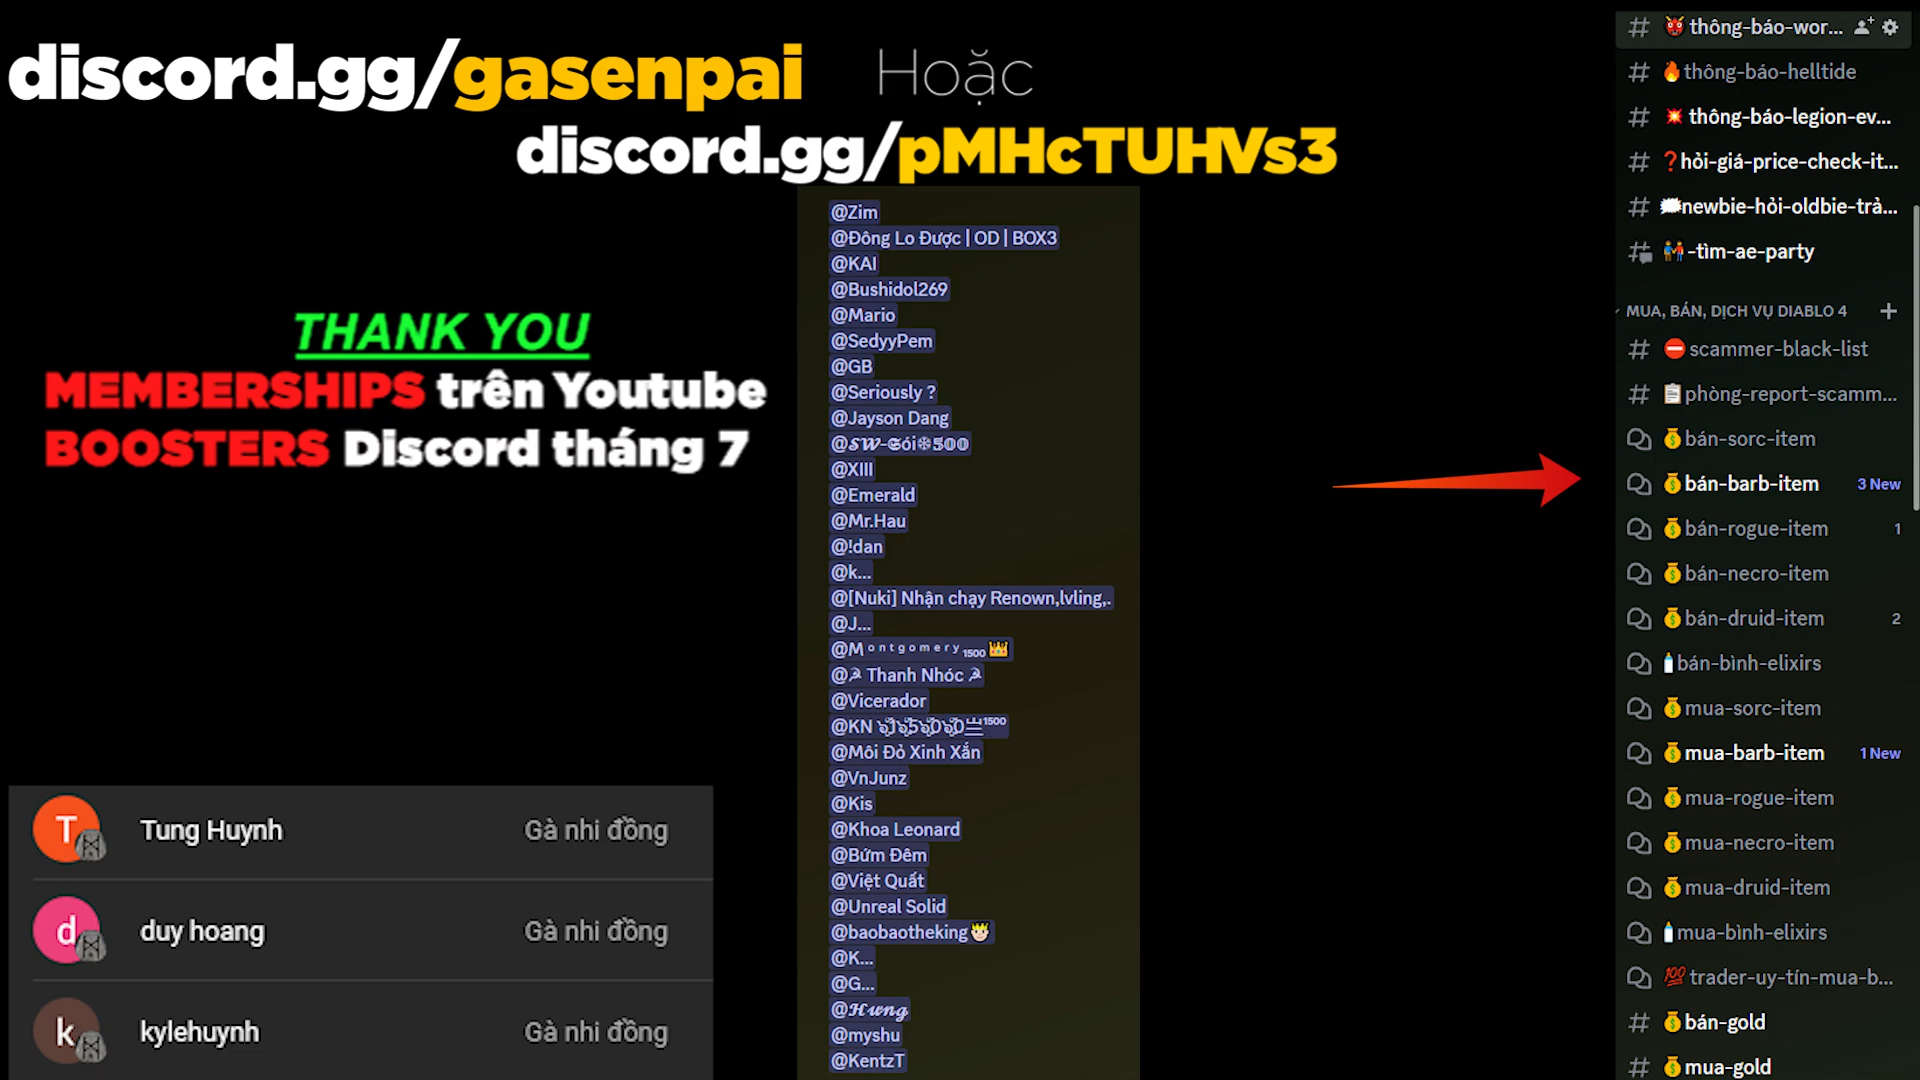 discord.gg/gasenpai Hoặc
discord.gg/pMHcTUHVs3
THANK YOU
MEMBERSHIPS trên Youtube
BOOSTERS Discord tháng 7
T Tung Huynh Gà nhi đồng
d duy hoang Gà nhi đồng
k kylehuynh Gà nhi đồng
@Zim
@Đông Lo Được | OD | BOX3
@KAI
@Bushidol269
@Mario
@SedyyPem
@GB
@Seriously ?
@Jayson Dang
@𝓢𝓦-𝕾ói❄𝟝𝟘𝟘
@XIII
@Emerald
@Mr.Hau
@!dan
@k...
@[Nuki] Nhận chạy Renown,lvling,.
@J...
@Mᵒⁿᵗᵍᵒᵐᵉʳʸ₁₅₀₀👑
@☭ Thanh Nhóc ☭
@Vicerador
@KN
@Môi Đỏ Xinh Xắn
@VnJunz
@Kis
@Khoa Leonard
@Bứm Đêm
@Việt Quất
@Unreal Solid
@baobaotheking🤴
@K...
@G...
@𝓗ư𝓷𝓰
@myshu
@KentzT
# 👹thông-báo-wor...
# 🔥thông-báo-helltide
# 💥thông-báo-legion-ev...
# ❓hỏi-giá-price-check-it...
# 💭newbie-hỏi-oldbie-trả...
# 👬-tìm-ae-party
MUA, BÁN, DỊCH VỤ DIABLO 4 +
# ⛔scammer-black-list
# 📋phòng-report-scamm...
💰bán-sorc-item
💰bán-barb-item 3 New
💰bán-rogue-item 1
💰bán-necro-item
💰bán-druid-item 2
🍼bán-bình-elixirs
💰mua-sorc-item
💰mua-barb-item 1 New
💰mua-rogue-item
💰mua-necro-item
💰mua-druid-item
🍼mua-bình-elixirs
💯trader-uy-tín-mua-b...
# 💰bán-gold
# 💰mua-gold